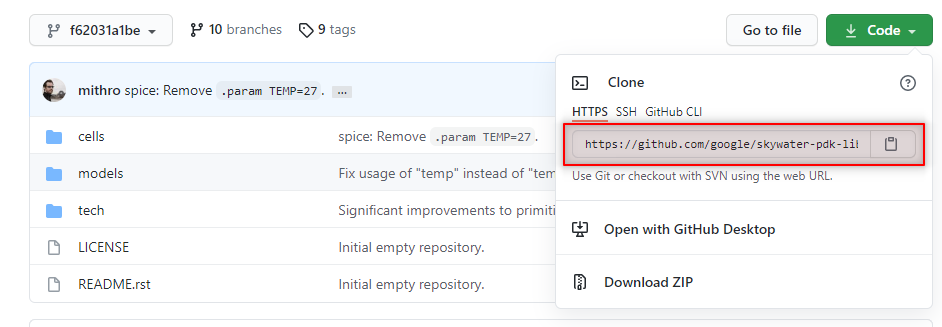 f62031a1be
10 branches
9 tags
Go to file
Code
mithro spice: Remove .param TEMP=27. ...
Clone
HTTPS SSH GitHub CLI
https://github.com/google/skywater-pdk-lib
Use Git or checkout with SVN using the web URL.
Open with GitHub Desktop
Download ZIP
cells spice: Remove .param TEMP=27.
models Fix usage of "temp" instead of "tem
tech Significant improvements to primiti
LICENSE Initial empty repository.
README.rst Initial empty repository.